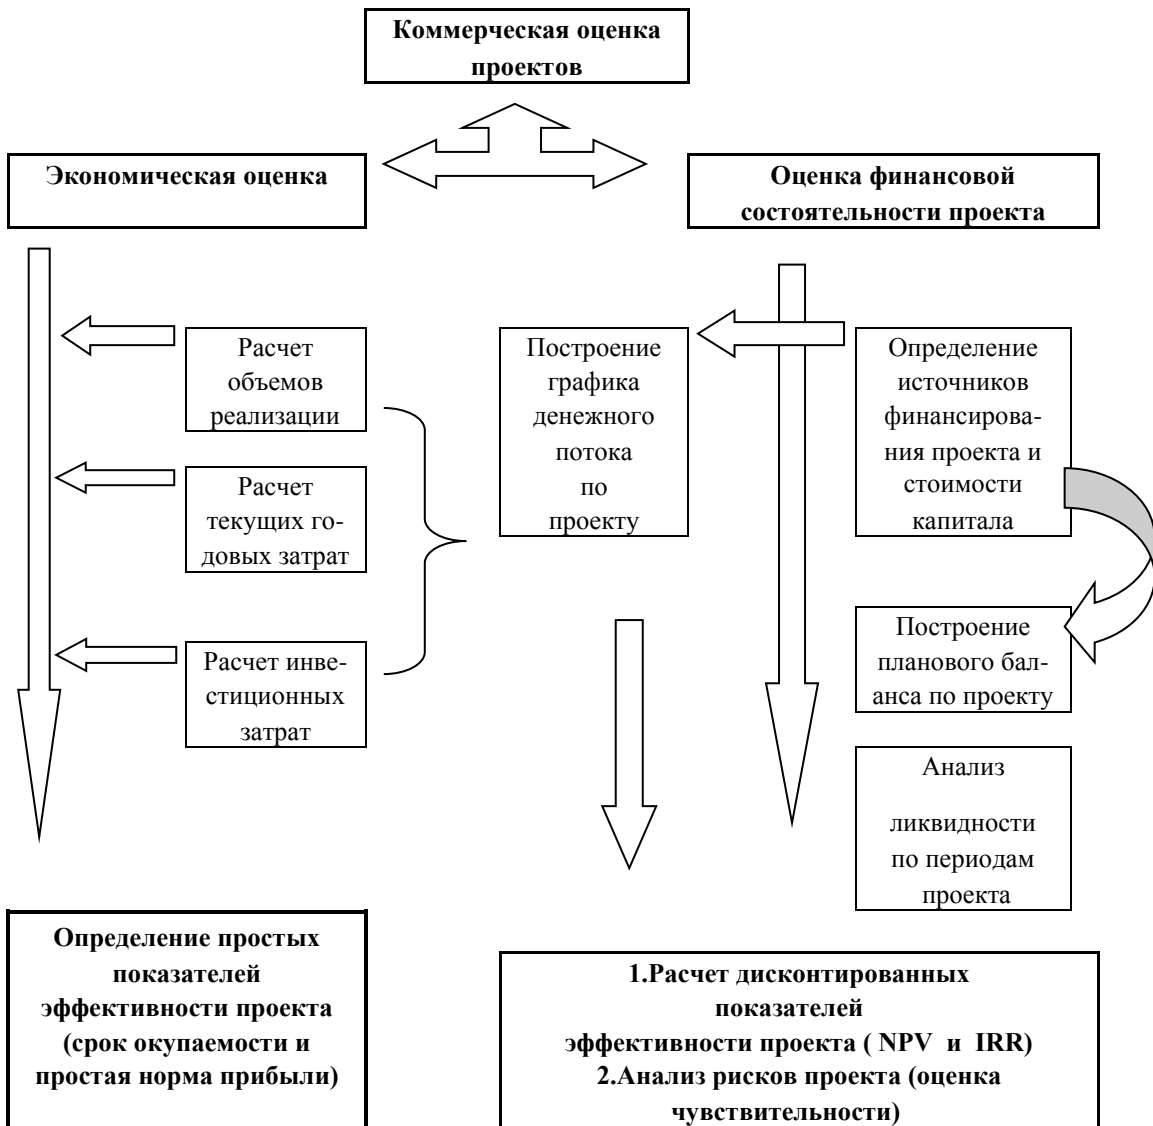 Коммерческая оценка
проектов
Экономическая оценка
Оценка финансовой
состоятельности проекта
Расчет
объемов
реализации
Расчет
текущих го-
довых затрат
Расчет инве-
стиционных
затрат
Построение
графика
денежного
потока
по
проекту
Определение
источников
финансирова-
ния проекта и
стоимости
капитала
Построение
планового бал-
анса по проекту
Анализ
ликвидности
по периодам
проекта
Определение простых
показателей
эффективности проекта
(срок окупаемости и
простая норма прибыли)
1.Расчет дисконтированных
показателей
эффективности проекта ( NPV и IRR)
2.Анализ рисков проекта (оценка
чувствительности)